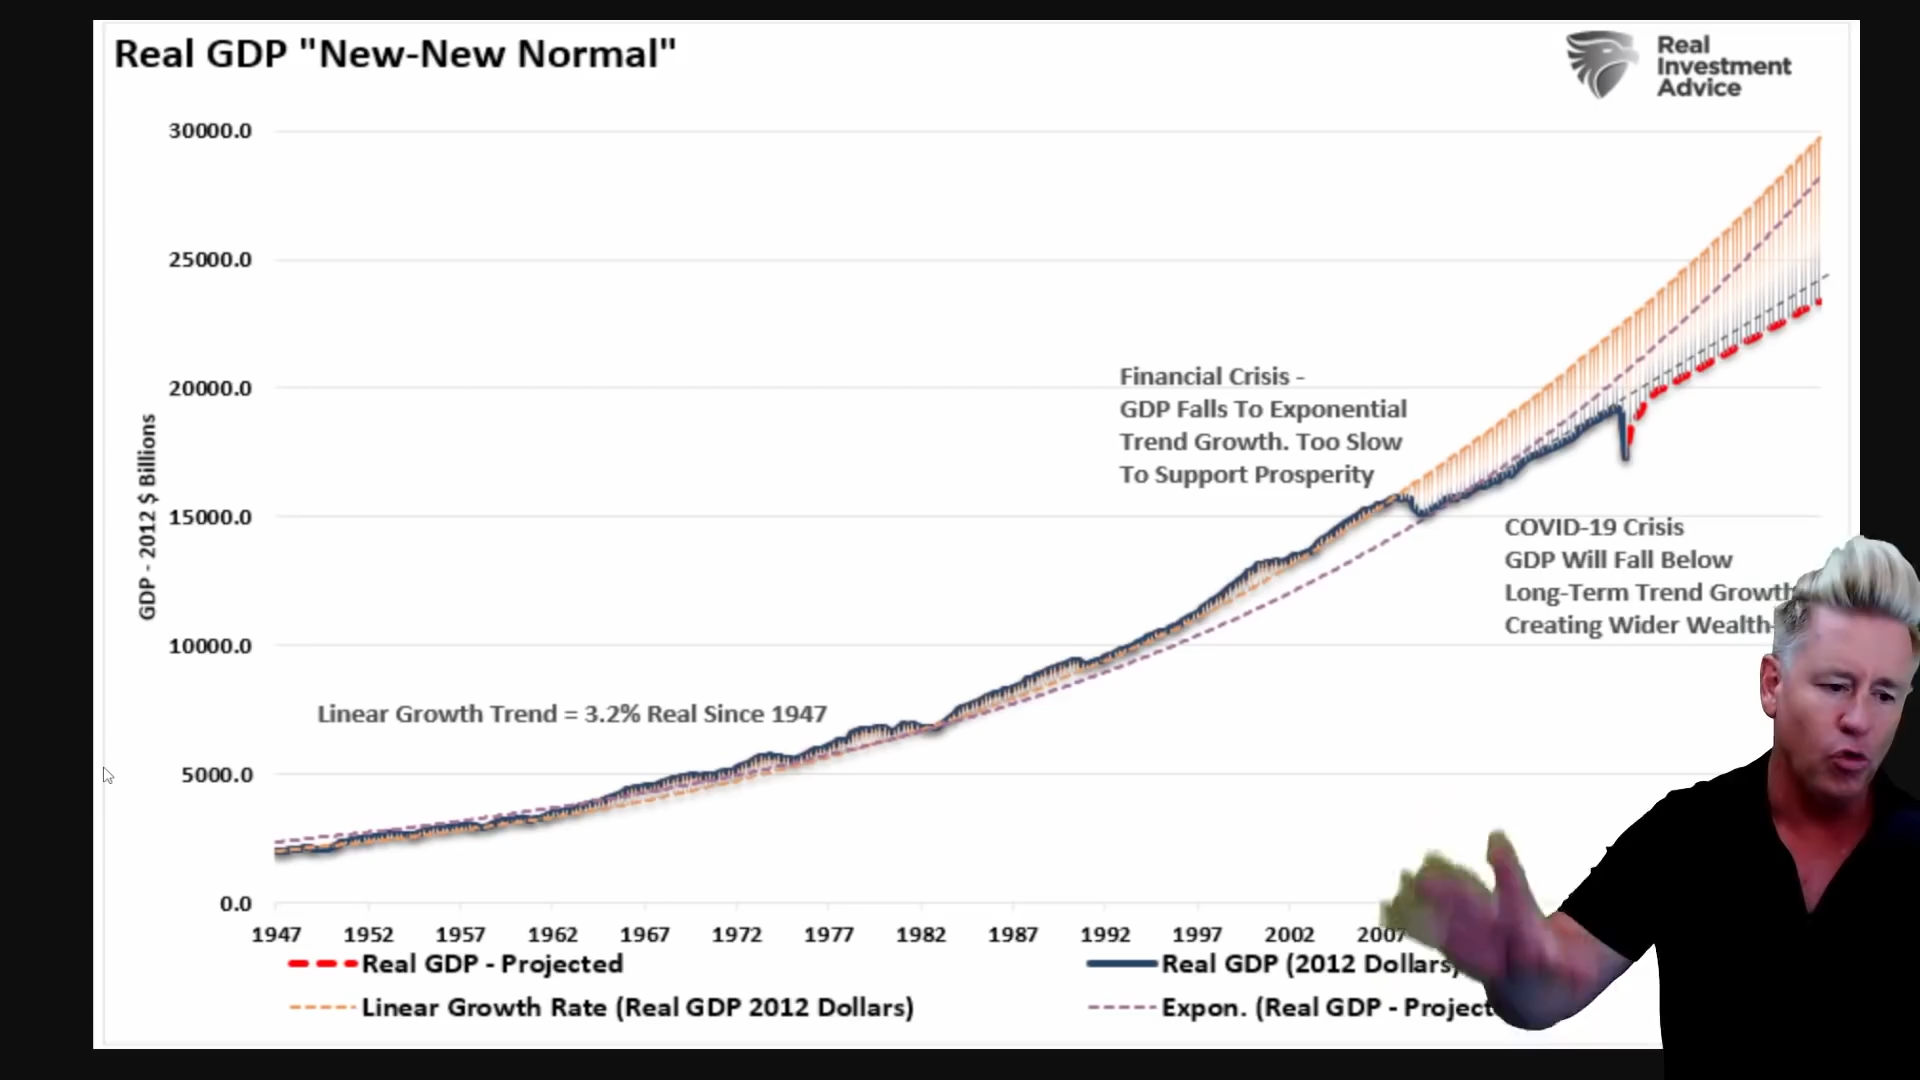 Real GDP "New-New Normal"
Real
Investment
Advice
30000.0
25000.0
20000.0
15000.0
10000.0
5000.0
0.0
GDP - 2012 $ Billions
Financial Crisis -
GDP Falls To Exponential
Trend Growth. Too Slow
To Support Prosperity
COVID-19 Crisis
GDP Will Fall Below
Long-Term Trend Growth
Creating Wider Wealth-
Linear Growth Trend = 3.2% Real Since 1947
1947 1952 1957 1962 1967 1972 1977 1982 1987 1992 1997 2002 2007
Real GDP - Projected
Real GDP (2012 Dollars)
Linear Growth Rate (Real GDP 2012 Dollars)
Expon. (Real GDP - Project